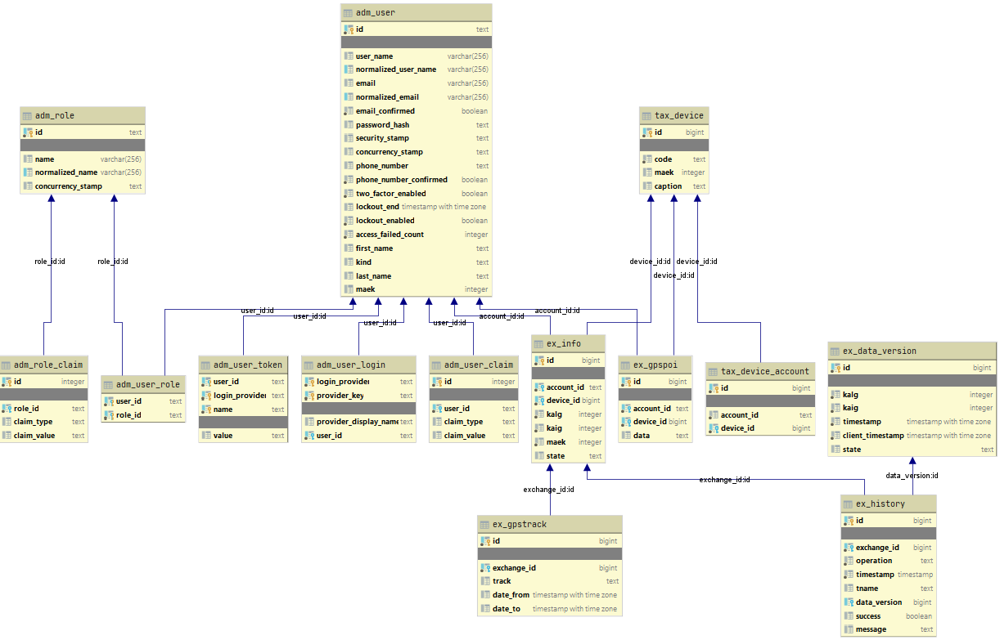 adm_user
id text
user_name varchar(256)
normalized_user_name varchar(256)
email varchar(256)
normalized_email varchar(256)
email_confirmed boolean
password_hash text
security_stamp text
concurrency_stamp text
phone_number text
phone_number_confirmed boolean
two_factor_enabled boolean
lockout_end timestamp with time zone
lockout_enabled boolean
access_failed_count integer
first_name text
kind text
last_name text
maek integer
adm_role
id text
name varchar(256)
normalized_name varchar(256)
concurrency_stamp text
tax_device
id bigint
code text
maek integer
caption text
role_id:id
role_id:id
device_id:id
device_id:id
device_id:id
user_id:id
user_id:id
user_id:id
user_id:id
account_id:id
account_id:id
adm_role_claim
id integer
role_id text
claim_type text
claim_value text
adm_user_role
user_id text
role_id text
adm_user_token
user_id text
login_provider text
name text
value text
adm_user_login
login_provider text
provider_key text
provider_display_name text
user_id text
adm_user_claim
id integer
user_id text
claim_type text
claim_value text
ex_info
id bigint
account_id text
device_id bigint
kalg integer
kaig integer
maek integer
state text
ex_gpspoi
id bigint
account_id text
device_id bigint
data text
tax_device_account
id bigint
account_id text
device_id bigint
ex_data_version
id bigint
kalg integer
kaig integer
timestamp timestamp with time zone
client_timestamp timestamp with time zone
state text
exchange_id:id
exchange_id:id
data_version:id
ex_gpstrack
id bigint
exchange_id bigint
track text
date_from timestamp with time zone
date_to timestamp with time zone
ex_history
id bigint
exchange_id bigint
operation text
timestamp timestamp
tname text
data_version bigint
success boolean
message text